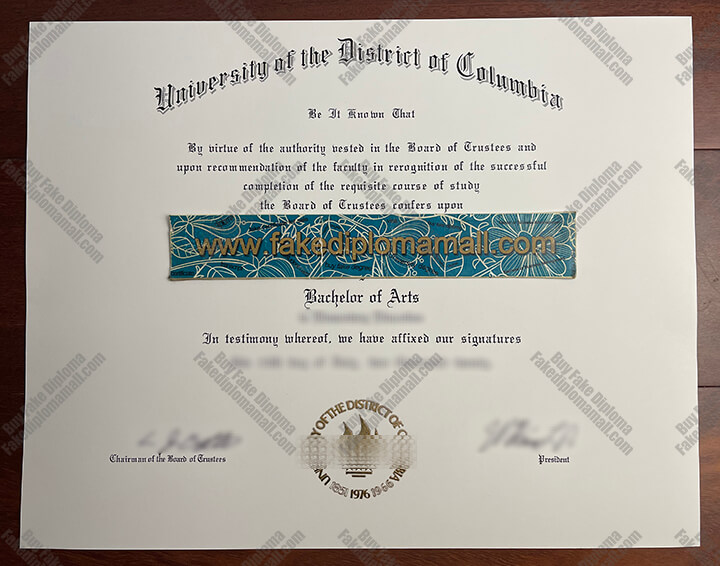 University of the District of Columbia
Be It Known That
By virtue of the authority vested in the Board of Trustees and
upon recommendation of the faculty in rerognition of the successful
completion of the requisite course of study
the Board of Trustees confers upon
www.fakediplomamall.com
Bachelor of Arts
In testimony whereof, we have affixed our signatures
Chairman of the Board of Trustees
Y OF THE DISTRICT OF
1851 1976 1966
President
Buy Fake Diploma
FakeDiplomamall.com